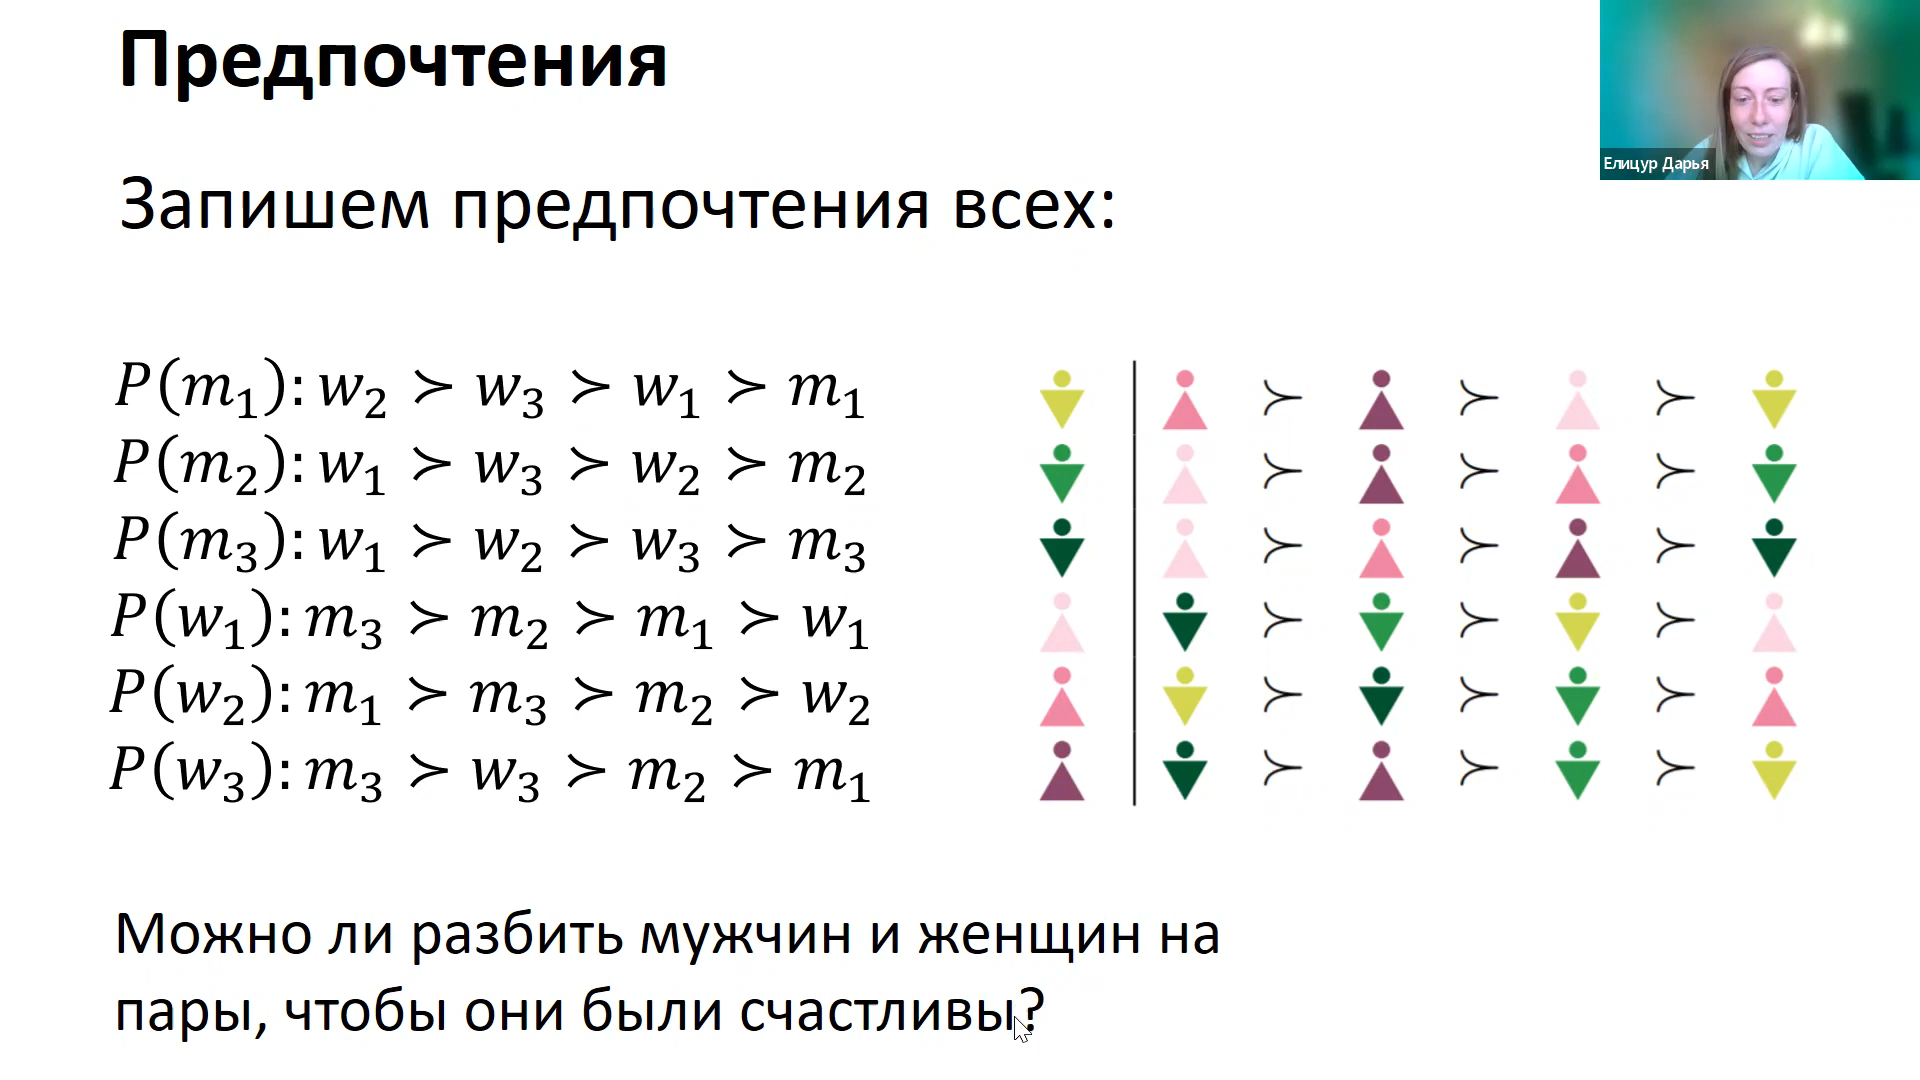 Предпочтения
Елицур Дарья
Запишем предпочтения всех:
P(m₁): w₂ ≻ w₃ ≻ w₁ ≻ m₁
P(m₂): w₁ ≻ w₃ ≻ w₂ ≻ m₂
P(m₃): w₁ ≻ w₂ ≻ w₃ ≻ m₃
P(w₁): m₃ ≻ m₂ ≻ m₁ ≻ w₁
P(w₂): m₁ ≻ m₃ ≻ m₂ ≻ w₂
P(w₃): m₃ ≻ w₃ ≻ m₂ ≻ m₁
≻ ≻ ≻
≻ ≻ ≻
≻ ≻ ≻
≻ ≻ ≻
≻ ≻ ≻
≻ ≻ ≻
Можно ли разбить мужчин и женщин на
пары, чтобы они были счастливы?